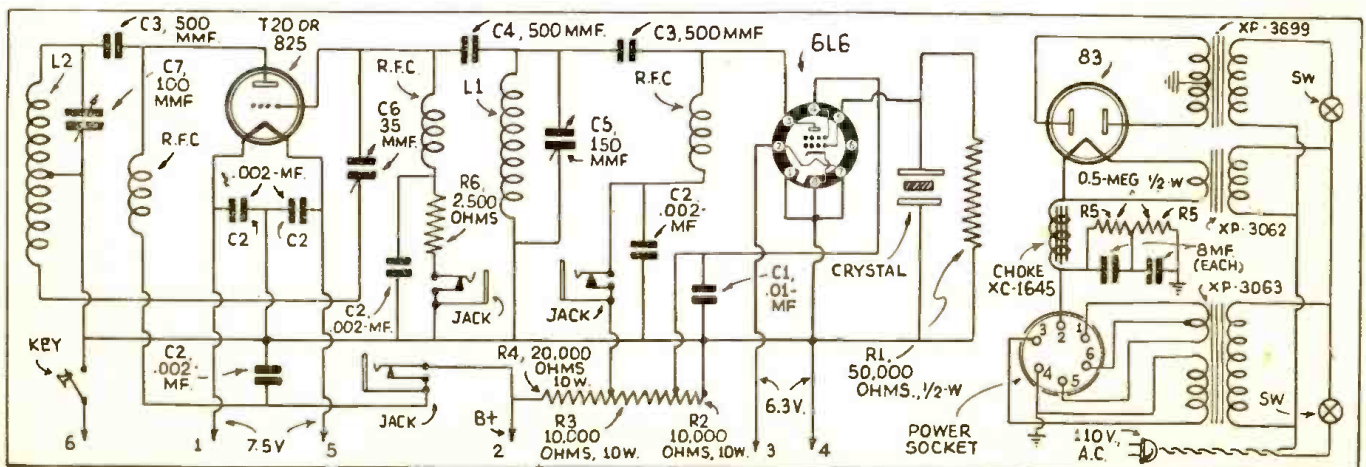 C3, 500
MMF.
T20 OR
825
C4, 500 MMF.
C3, 500 MMF
6L6
83
XP-3699
SW
L2
C7,
100
MMF
R.F.C
C6
35
MMF.
R.F.C
L1
C5,
150
MMF
R.F.C
.002-MF.
C2
C2
R6,
2,500
OHMS
C2,
.002-
MF
C1,
.01-
MF
CRYSTAL
0.5-MEG ½-W
R5
R5
XP-3062
CHOKE
XC-1645
8 MF.
(EACH)
XP-3063
C2
.002-MF.
JACK
JACK
KEY
C2
.002-
MF.
R4, 20,000
OHMS
10 W.
R1,
50,000
OHMS., ½-W
3
2
1
6
4
5
SW
JACK
B+
R3
10,000
OHMS, 10W.
R2
10,000
OHMS, 10W.
6.3 V.
POWER
SOCKET
110 V.,
A.C.
6
1
7.5V
5
2
3
4